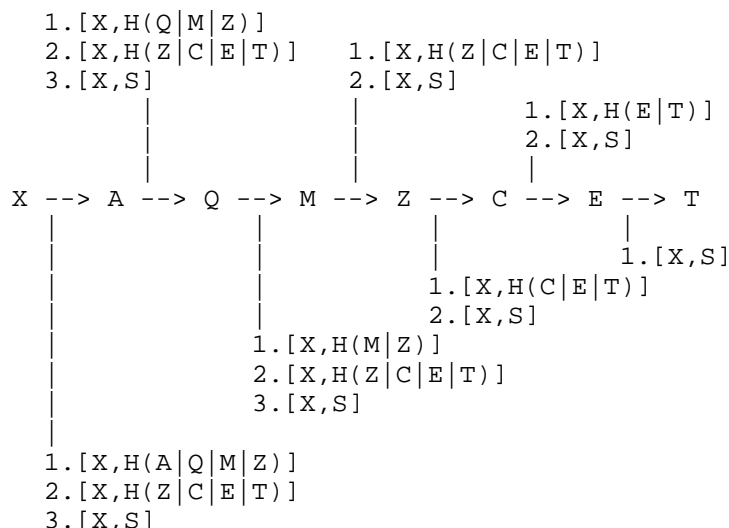 1.[X,H(Q|M|Z)]
2.[X,H(Z|C|E|T)] 1.[X,H(Z|C|E|T)]
3.[X,S] 2.[X,S]
1.[X,H(E|T)]
2.[X,S]
X --> A --> Q --> M --> Z --> C --> E --> T
1.[X,S]
1.[X,H(C|E|T)]
2.[X,S]
1.[X,H(M|Z)]
2.[X,H(Z|C|E|T)]
3.[X,S]
1.[X,H(A|Q|M|Z)]
2.[X,H(Z|C|E|T)]
3.[X,S]